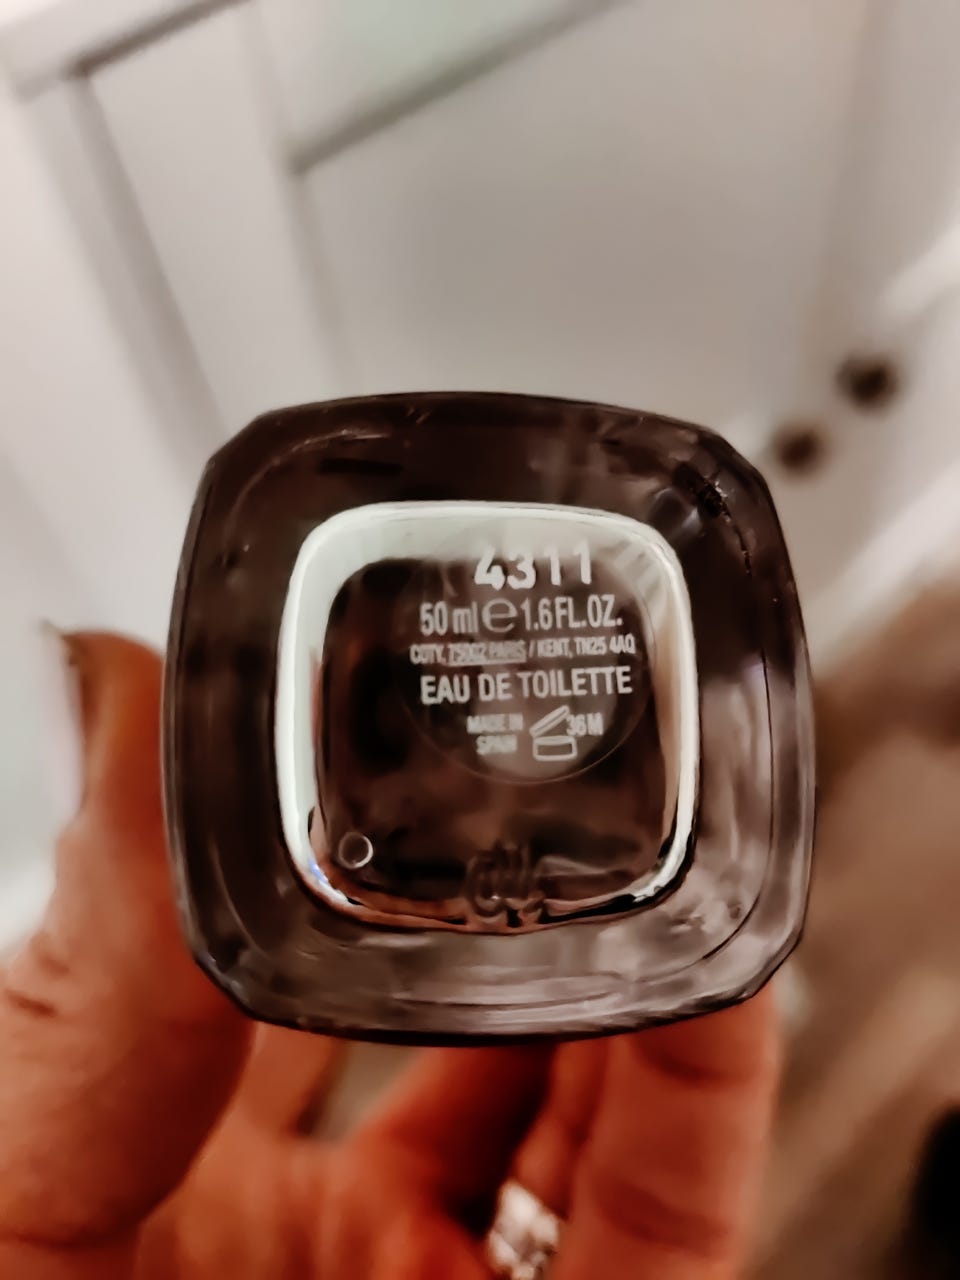 4311
50 ml e 1.6 FL.OZ.
COTY, 75002 PARIS / KENT, TN25 4AQ
EAU DE TOILETTE
MADE IN 36M
SPAIN